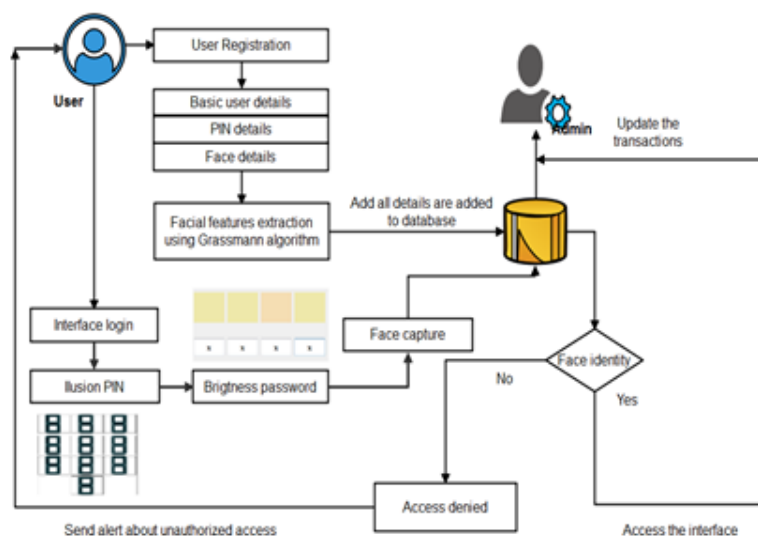 User Registration
User
Basic user details
PIN details
Face details
Admin
Update the
transactions
Facial features extraction
using Grassmann algorithm
Add all details are added
to database
Interface login
Ilusion PIN
Brigtness password
Face capture
Face identity
No
Yes
Access denied
Send alert about unauthorized access
Access the interface